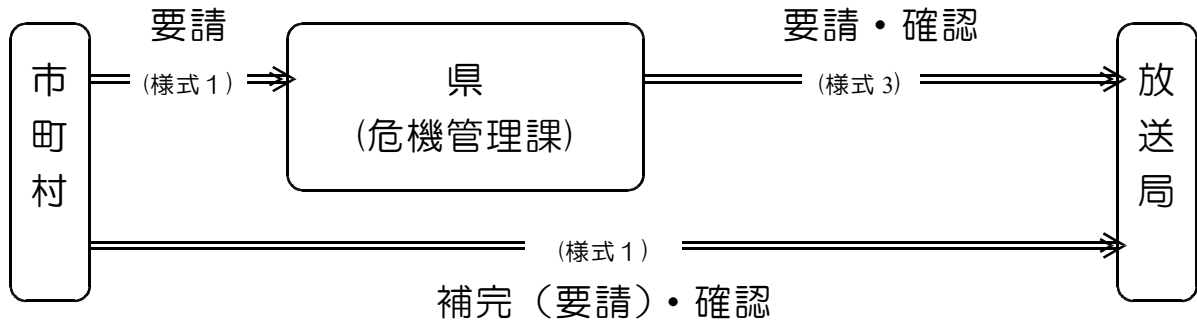 要請
要請・確認
市町村
(様式１)
県
(危機管理課)
(様式 3)
放送局
(様式１)
補完（要請）・確認